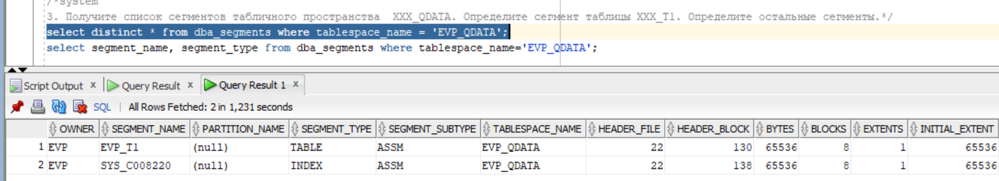 /*system
3. Получите список сегментов табличного пространства  XXX_QDATA. Определите сегмент таблицы XXX_T1. Определите остальные сегменты.*/
select distinct * from dba_segments where tablespace_name = 'EVP_QDATA';
select segment_name, segment_type from dba_segments where tablespace_name='EVP_QDATA';
Script Output x Query Result x Query Result 1 x
SQL | All Rows Fetched: 2 in 1,231 seconds
OWNER SEGMENT_NAME PARTITION_NAME SEGMENT_TYPE SEGMENT_SUBTYPE TABLESPACE_NAME HEADER_FILE HEADER_BLOCK BYTES BLOCKS EXTENTS INITIAL_EXTENT
1 EVP EVP_T1 (null) TABLE ASSM EVP_QDATA 22 130 65536 8 1 65536
2 EVP SYS_C008220 (null) INDEX ASSM EVP_QDATA 22 138 65536 8 1 65536